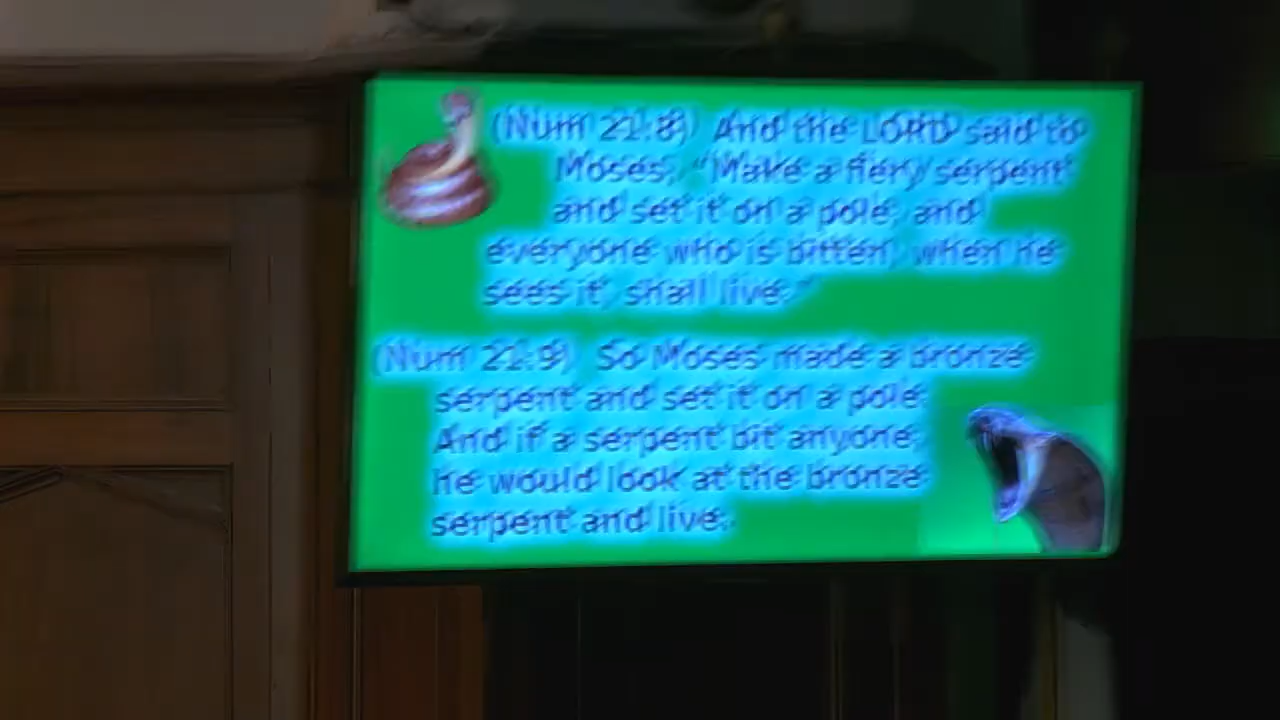 (Num 21:8) And the LORD said to
Moses, "Make a fiery serpent
and set it on a pole, and
everyone who is bitten, when he
sees it, shall live."
(Num 21:9) So Moses made a bronze
serpent and set it on a pole.
And if a serpent bit anyone,
he would look at the bronze
serpent and live.